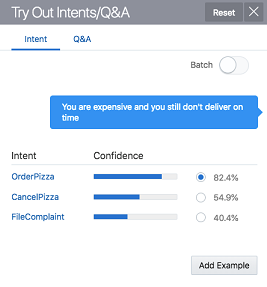 Try Out Intents/Q&A Reset
Intent Q&A
Batch
You are expensive and you still don't deliver on
time
Intent Confidence
OrderPizza 82.4%
CancelPizza 54.9%
FileComplaint 40.4%
Add Example